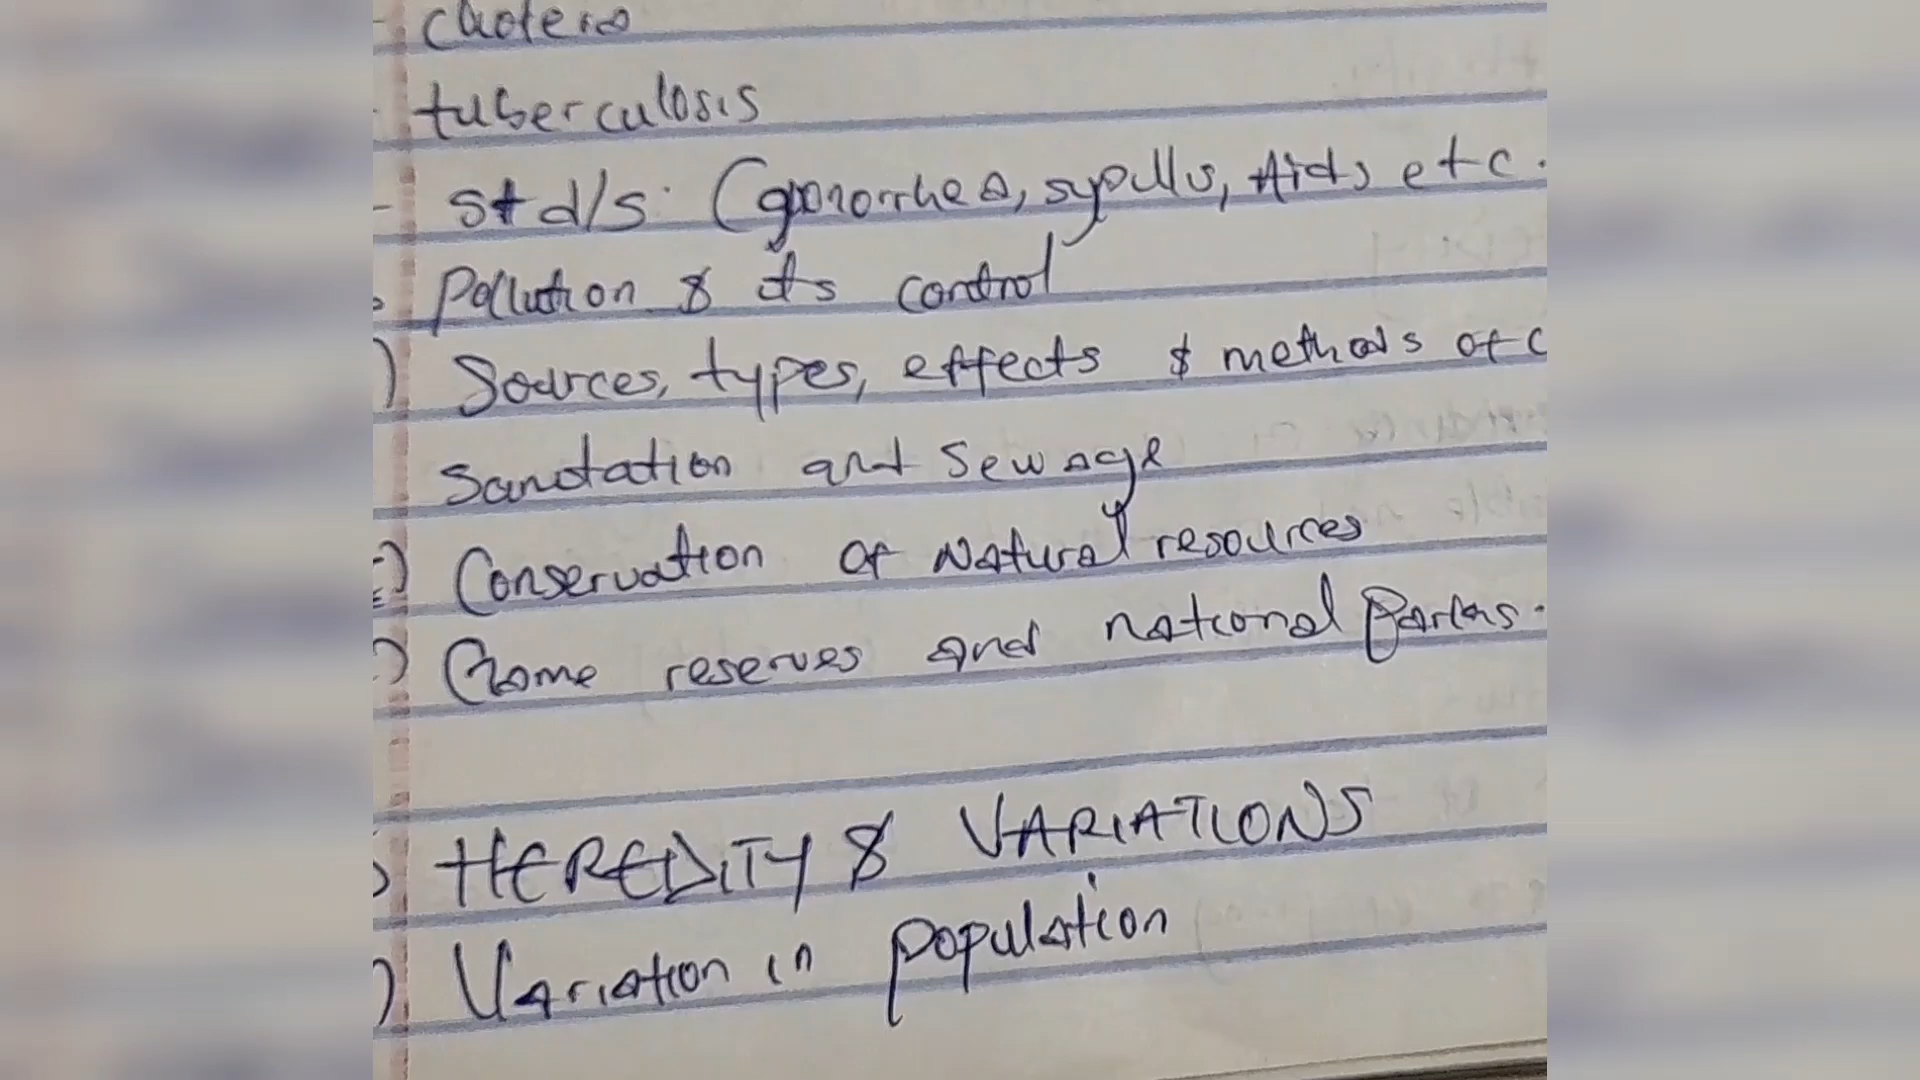 - cholera
- tuberculosis
- std/s. (gonorrhea, sypulis, Aids etc.
Pollution & its control
) Sources, types, effects & methods of c
Sanitation and Sewage
) Conservation of Natural resources
) Game reserves and national Parks.
HEREDITY & VARIATIONS
) Variation in population